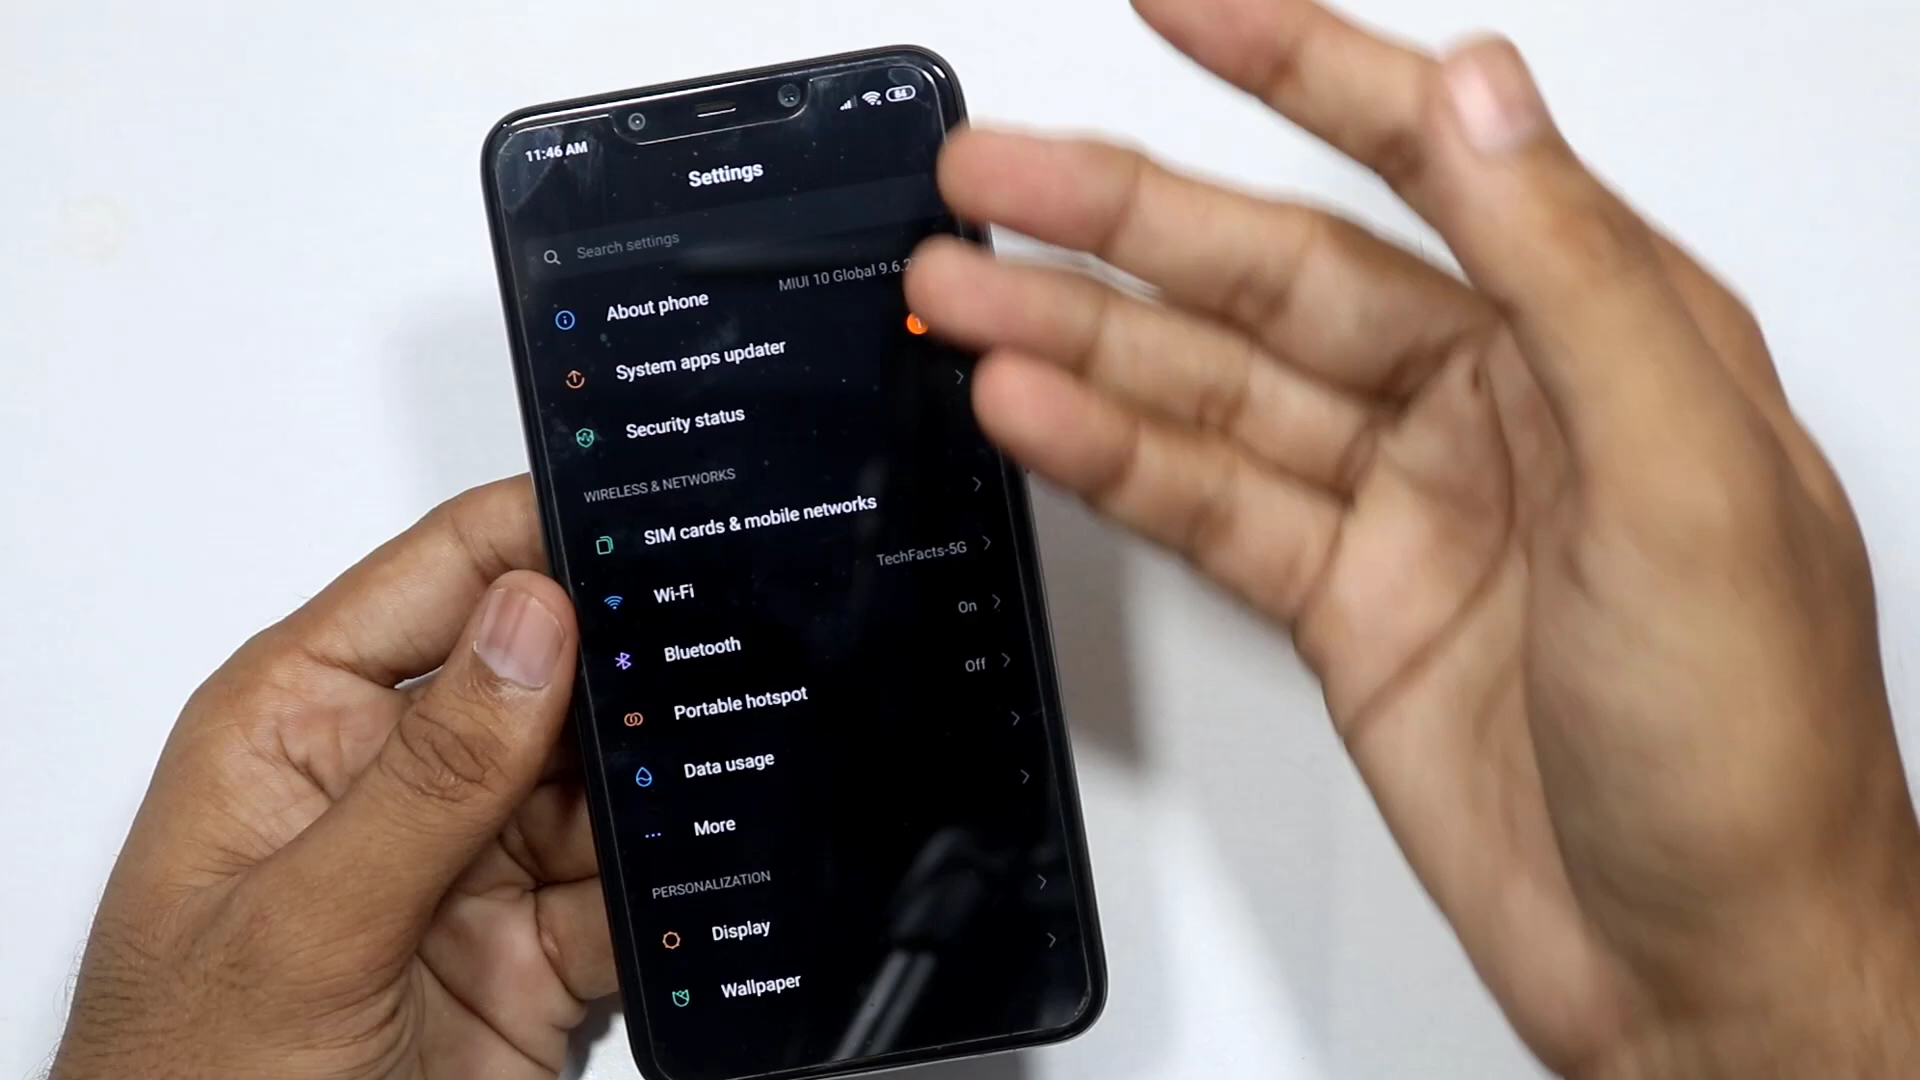 11:46 AM
84
Settings
Search settings
About phone
MIUI 10 Global 9.6.2
System apps updater
Security status
WIRELESS & NETWORKS
SIM cards & mobile networks
Wi-Fi
TechFacts-5G
Bluetooth
On
Portable hotspot
Off
Data usage
More
PERSONALIZATION
Display
Wallpaper